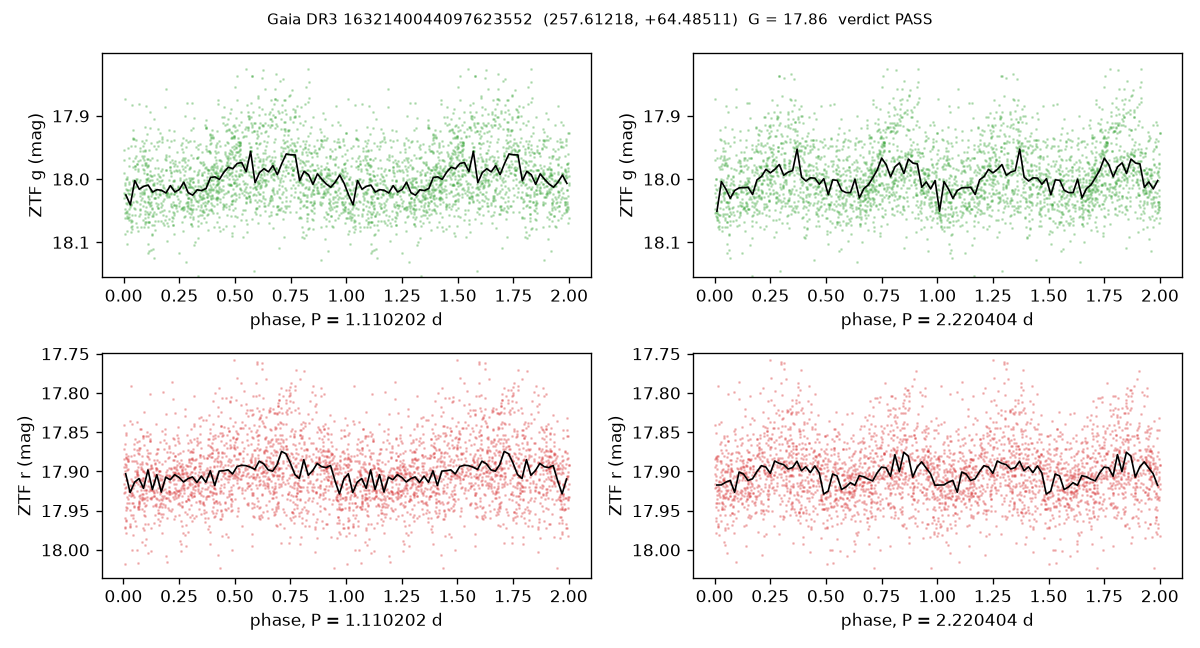 Gaia DR3 1632140044097623552  (257.61218, +64.48511)  G = 17.86  verdict PASS
ZTF g (mag)
17.9
18.0
18.1
0.00 0.25 0.50 0.75 1.00 1.25 1.50 1.75 2.00
phase, P = 1.110202 d
ZTF g (mag)
17.9
18.0
18.1
0.00 0.25 0.50 0.75 1.00 1.25 1.50 1.75 2.00
phase, P = 2.220404 d
ZTF r (mag)
17.75
17.80
17.85
17.90
17.95
18.00
0.00 0.25 0.50 0.75 1.00 1.25 1.50 1.75 2.00
phase, P = 1.110202 d
ZTF r (mag)
17.75
17.80
17.85
17.90
17.95
18.00
0.00 0.25 0.50 0.75 1.00 1.25 1.50 1.75 2.00
phase, P = 2.220404 d